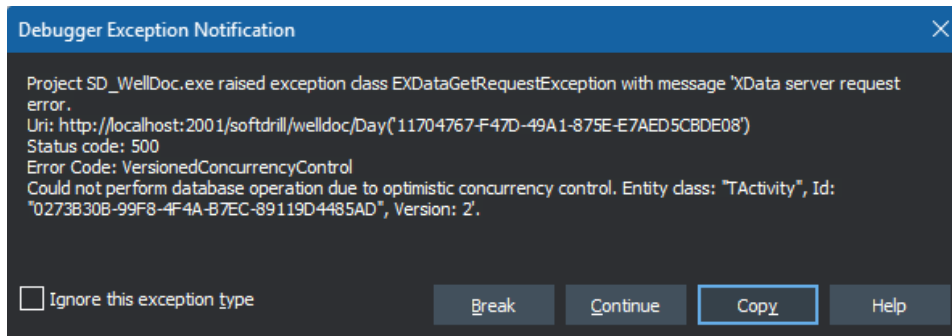 Debugger Exception Notification
Project SD_WellDoc.exe raised exception class EXDataGetRequestException with message 'XData server request
error.
Uri: http://localhost:2001/softdrill/welldoc/Day('11704767-F47D-49A1-875E-E7AED5CBDE08')
Status code: 500
Error Code: VersionedConcurrencyControl
Could not perform database operation due to optimistic concurrency control. Entity class: "TActivity", Id:
"0273B30B-99F8-4F4A-B7EC-89119D4485AD", Version: 2'.
Ignore this exception type
Break
Continue
Copy
Help